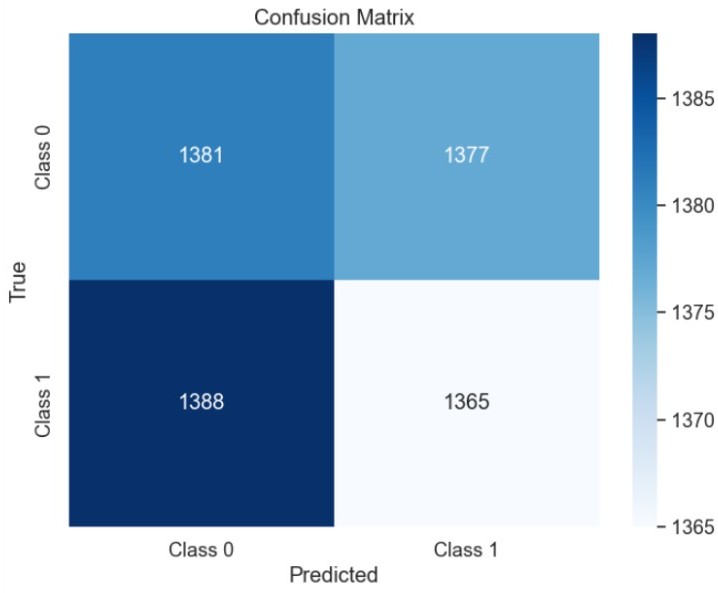 Confusion Matrix
True
Class 0
1381
1377
Class 1
1388
1365
Class 0
Class 1
Predicted
1385
1380
1375
1370
1365